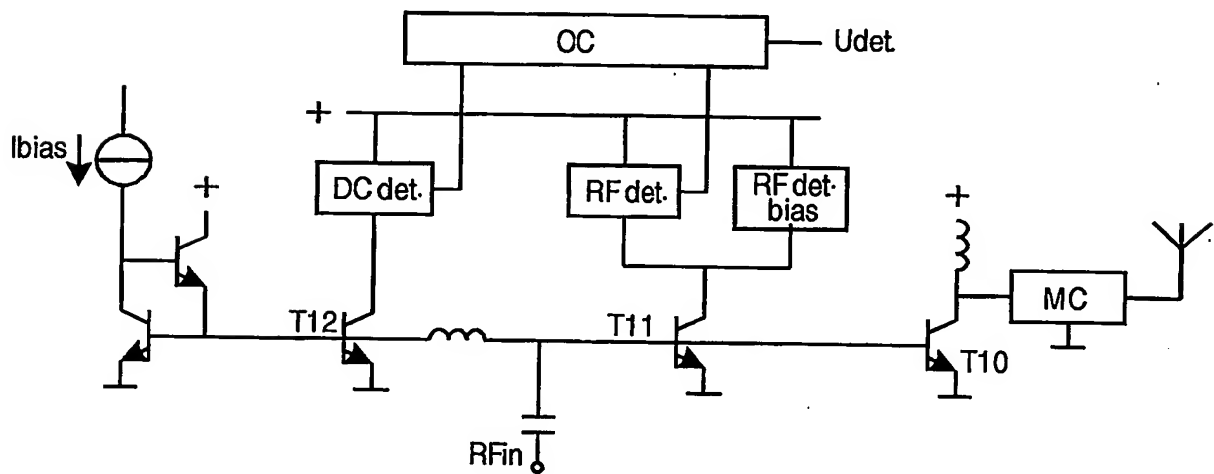 OC
Udet.
+
Ibias
+
DC det.
RF det.
RF det.
bias
+
MC
T12
T11
T10
RFin